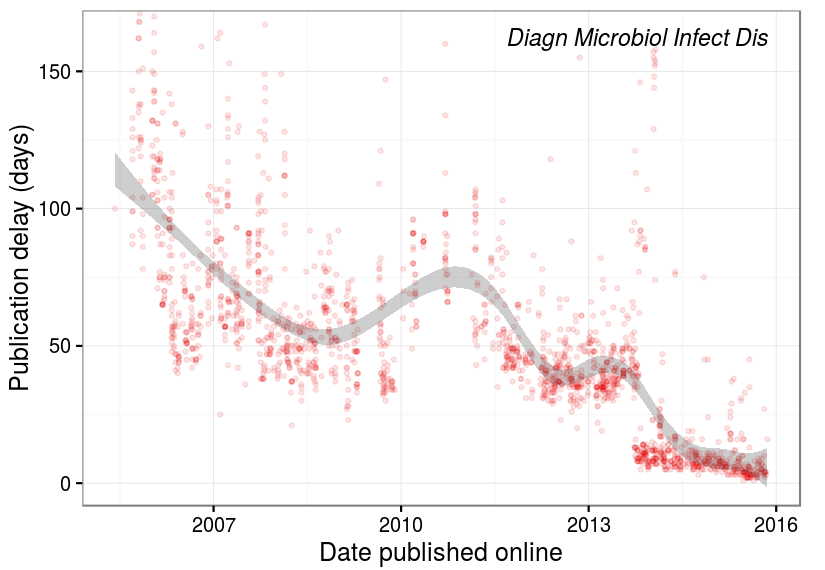 Diagn Microbiol Infect Dis
Publication delay (days)
150
100
50
0
2007 2010 2013 2016
Date published online